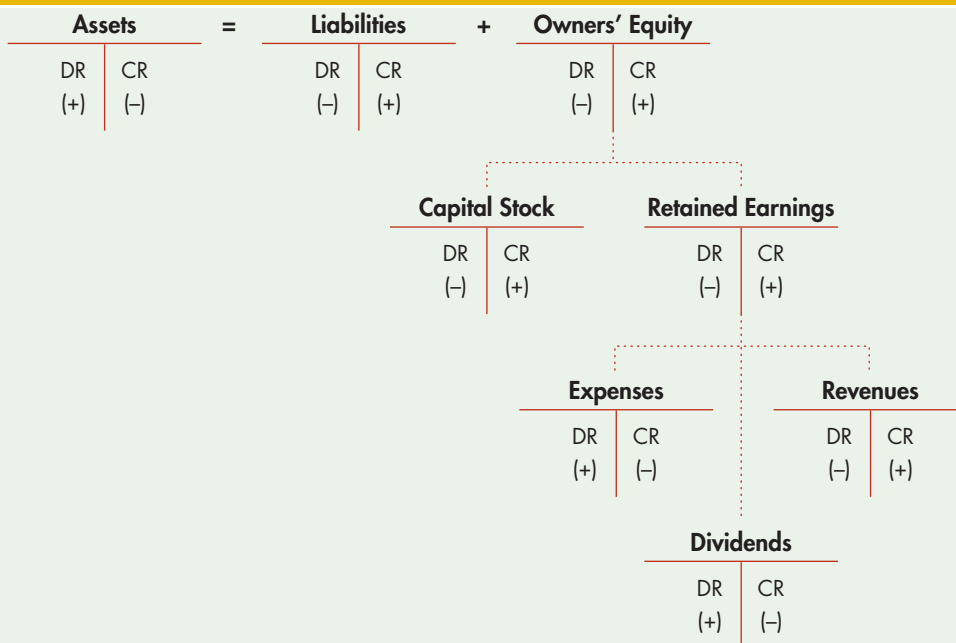 Assets = Liabilities + Owners’ Equity
DR CR DR CR DR CR
(+) (–) (–) (+) (–) (+)
Capital Stock Retained Earnings
DR CR DR CR
(–) (+) (–) (+)
Expenses Revenues
DR CR DR CR
(+) (–) (–) (+)
Dividends
DR CR
(+) (–)